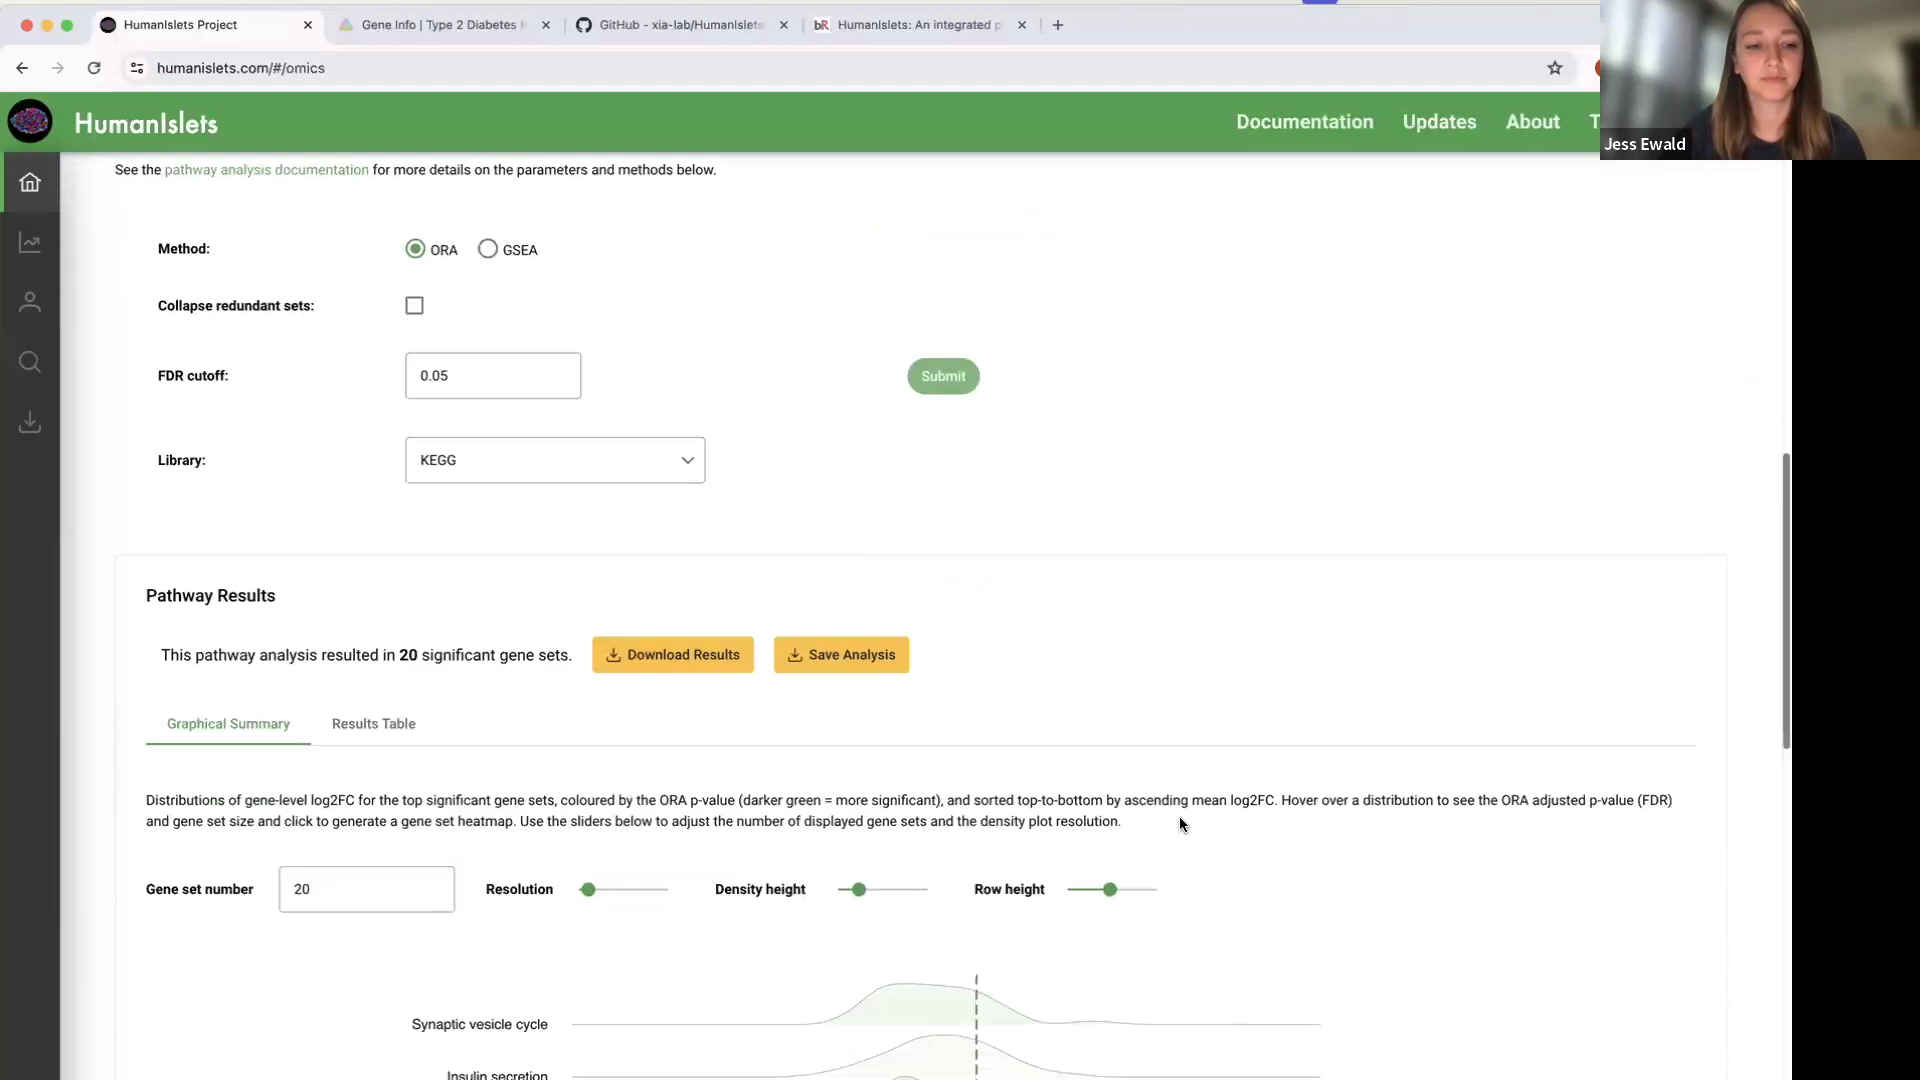 HumanIslets Project
Gene Info | Type 2 Diabetes
GitHub - xia-lab/HumanIslets
bR HumanIslets: An integrated p
humanislets.com/#/omics
HumanIslets
Documentation
Updates
About
T
Jess Ewald
See the pathway analysis documentation for more details on the parameters and methods below.
Method:
ORA
GSEA
Collapse redundant sets:
FDR cutoff:
0.05
Submit
Library:
KEGG
Pathway Results
This pathway analysis resulted in 20 significant gene sets.
Download Results
Save Analysis
Graphical Summary
Results Table
Distributions of gene-level log2FC for the top significant gene sets, coloured by the ORA p-value (darker green = more significant), and sorted top-to-bottom by ascending mean log2FC. Hover over a distribution to see the ORA adjusted p-value (FDR)
and gene set size and click to generate a gene set heatmap. Use the sliders below to adjust the number of displayed gene sets and the density plot resolution.
Gene set number
20
Resolution
Density height
Row height
Synaptic vesicle cycle
Insulin secretion